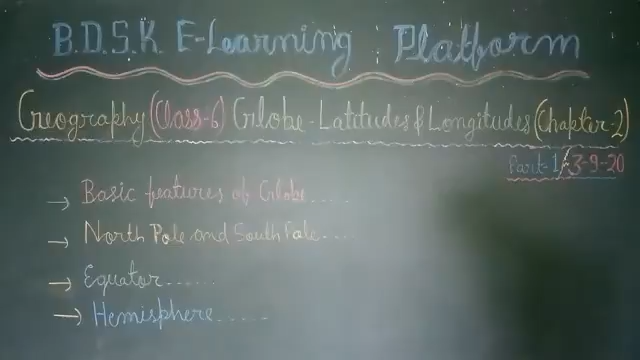 B.D.S.K. E-Learning Platform
Geography (Class-6) Globe-Latitudes & Longitudes (Chapter-2)
Part-1/3-9-20
→ Basic features of Globe.....
→ North Pole and South Pole....
→ Equator......
→ Hemisphere.....